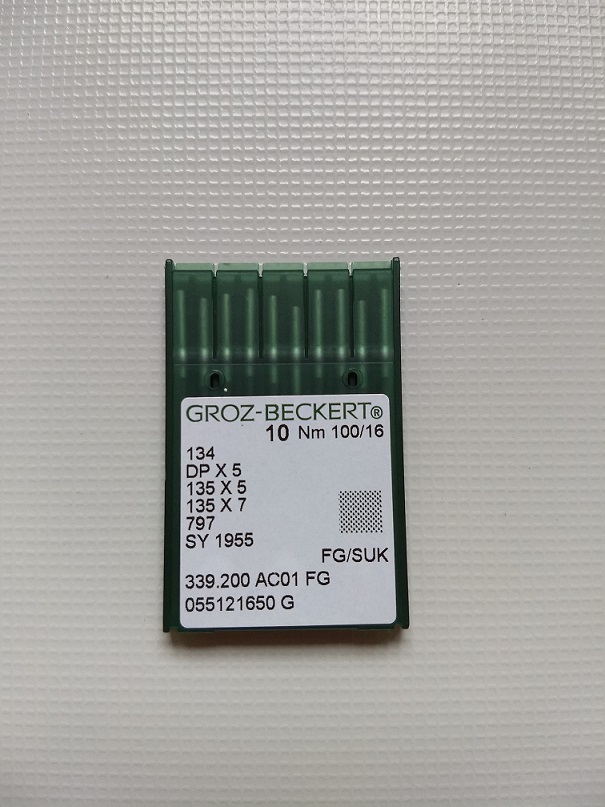 GROZ-BECKERT®
10 Nm 100/16
134
DP X 5
135 X 5
135 X 7
797
SY 1955
FG/SUK
339.200 AC01 FG
055121650 G